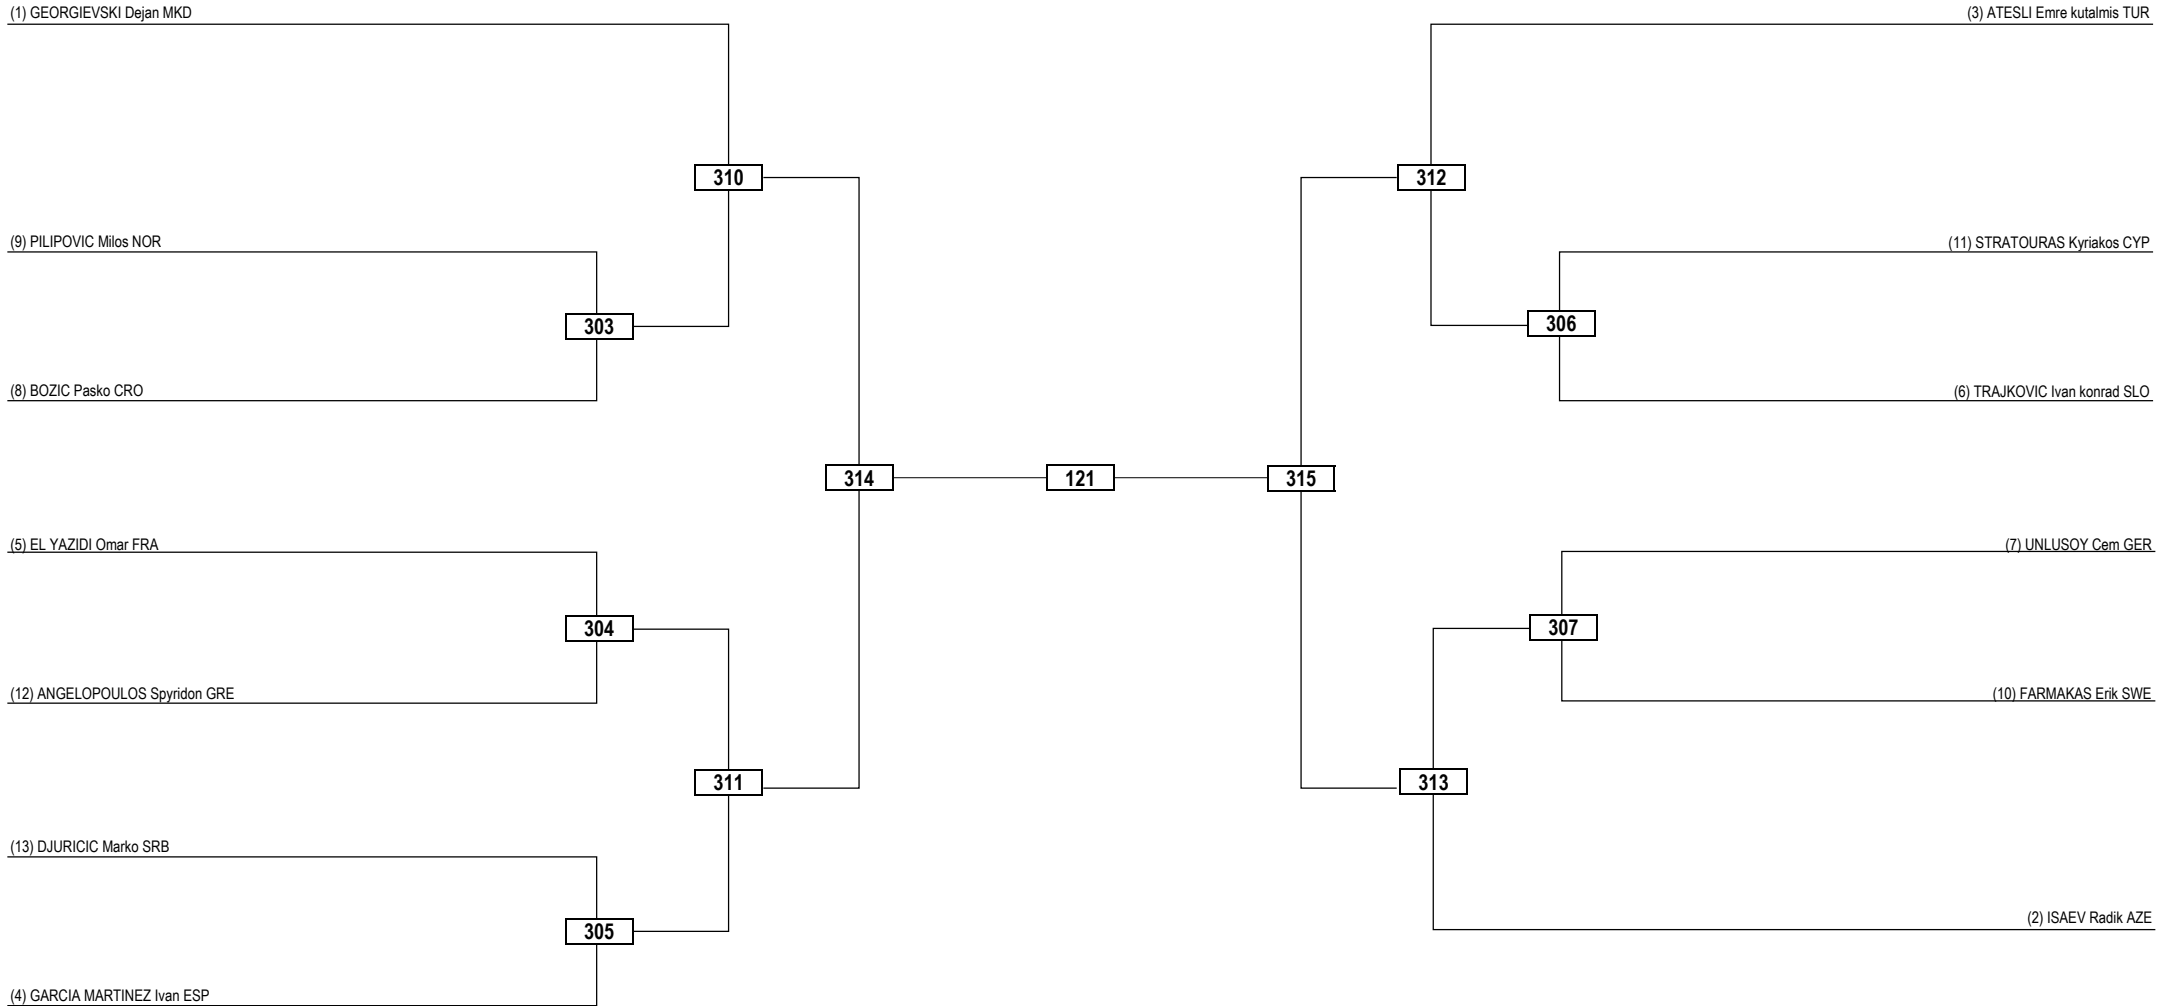 (1) GEORGIEVSKI Dejan MKD
(3) ATESLI Emre kutalmis TUR
310
312
(9) PILIPOVIC Milos NOR
(11) STRATOURAS Kyriakos CYP
303
306
(8) BOZIC Pasko CRO
(6) TRAJKOVIC Ivan konrad SLO
314
121
315
(5) EL YAZIDI Omar FRA
(7) UNLUSOY Cem GER
304
307
(12) ANGELOPOULOS Spyridon GRE
(10) FARMAKAS Erik SWE
311
313
(13) DJURICIC Marko SRB
(2) ISAEV Radik AZE
305
(4) GARCIA MARTINEZ Ivan ESP